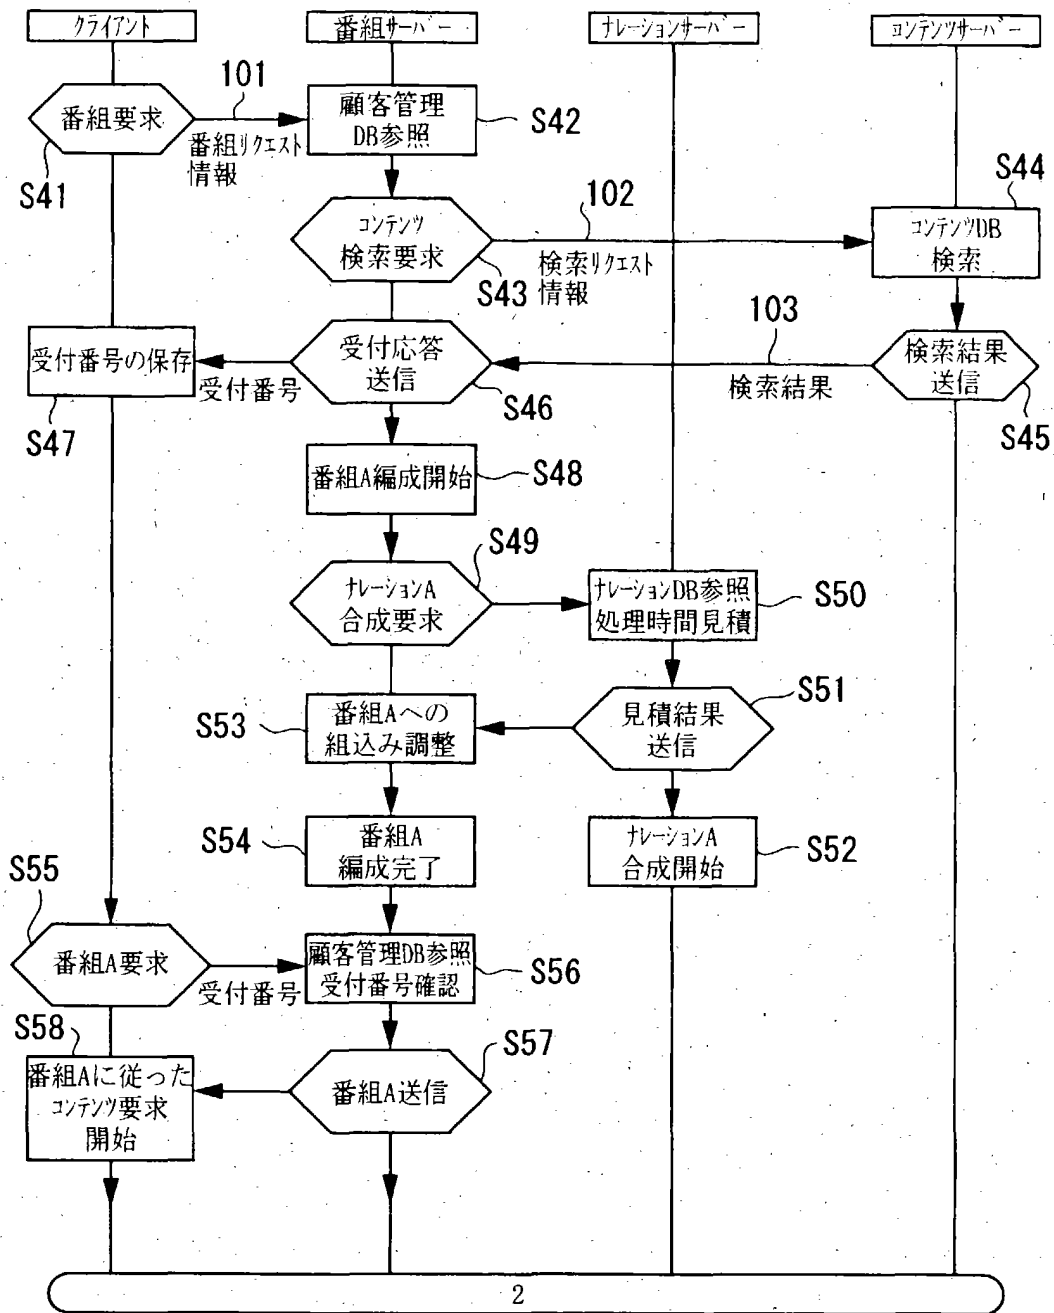 クライアント
番組サーバー
ナレーションサーバー
コンテンツサーバー
番組要求
S41
101
番組リクエスト
情報
顧客管理
DB参照
S42
コンテンツ
検索要求
S43
102
検索リクエスト
情報
S44
コンテンツDB
検索
検索結果
送信
S45
103
検索結果
受付応答
送信
S46
受付番号
受付番号の保存
S47
番組A編成開始
S48
ナレーションA
合成要求
S49
ナレーションDB参照
処理時間見積
S50
見積結果
送信
S51
S53
番組Aへの
組込み調整
S54
番組A
編成完了
ナレーションA
合成開始
S52
S55
番組A要求
受付番号
顧客管理DB参照
受付番号確認
S56
S57
番組A送信
S58
番組Aに従った
コンテンツ要求
開始
2